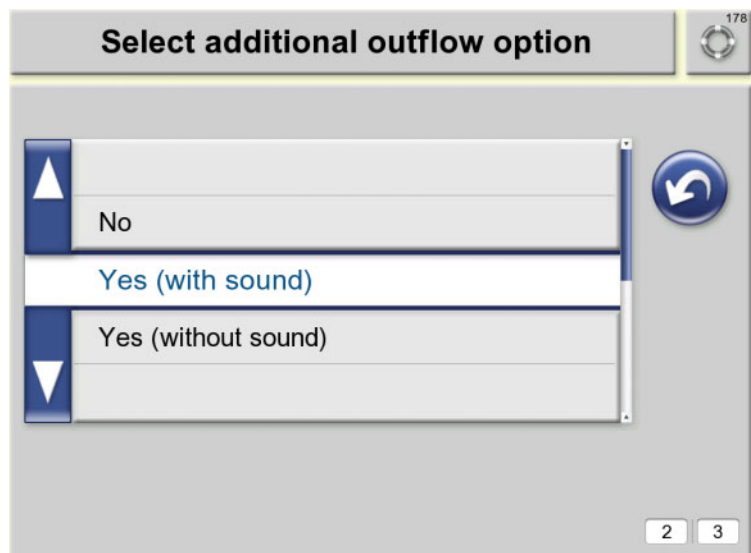 Select additional outflow option
178
No
Yes (with sound)
Yes (without sound)
2 3